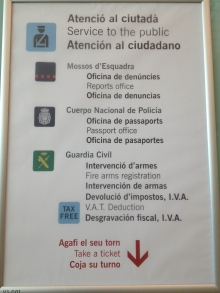 Atenció al ciutadà
Service to the public
Atención al ciudadano
Mossos d'Esquadra
Oficina de denúncies
Reports office
Oficina de denuncias
Cuerpo Nacional de Policía
Oficina de passaports
Passport office
Oficina de pasaportes
Guardia Civil
Intervenció d'armes
Fire arms registration
Intervención de armas
Devolució d'impostos, I.V.A.
TAX
FREE
V.A.T. Deduction
Desgravación fiscal, I.V.A.
Agafi el seu torn
Take a ticket
Coja su turno